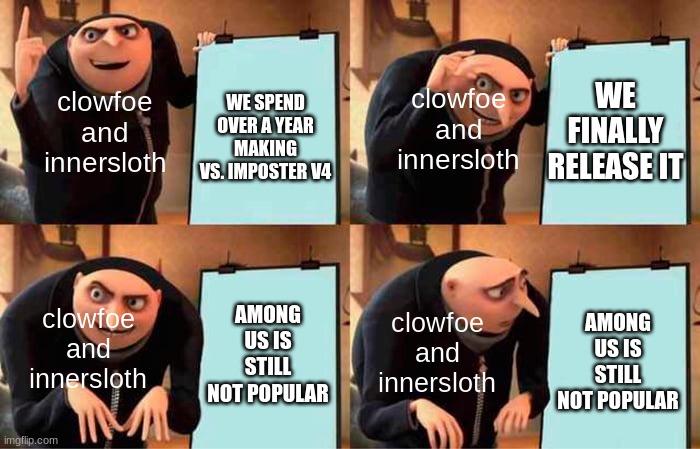 clowfoe
and
innersloth
WE SPEND
OVER A YEAR
MAKING
VS. IMPOSTER V4
clowfoe
and
innersloth
WE
FINALLY
RELEASE IT
clowfoe
and
innersloth
AMONG
US IS
STILL
NOT POPULAR
clowfoe
and
innersloth
AMONG
US IS
STILL
NOT POPULAR
imgflip.com